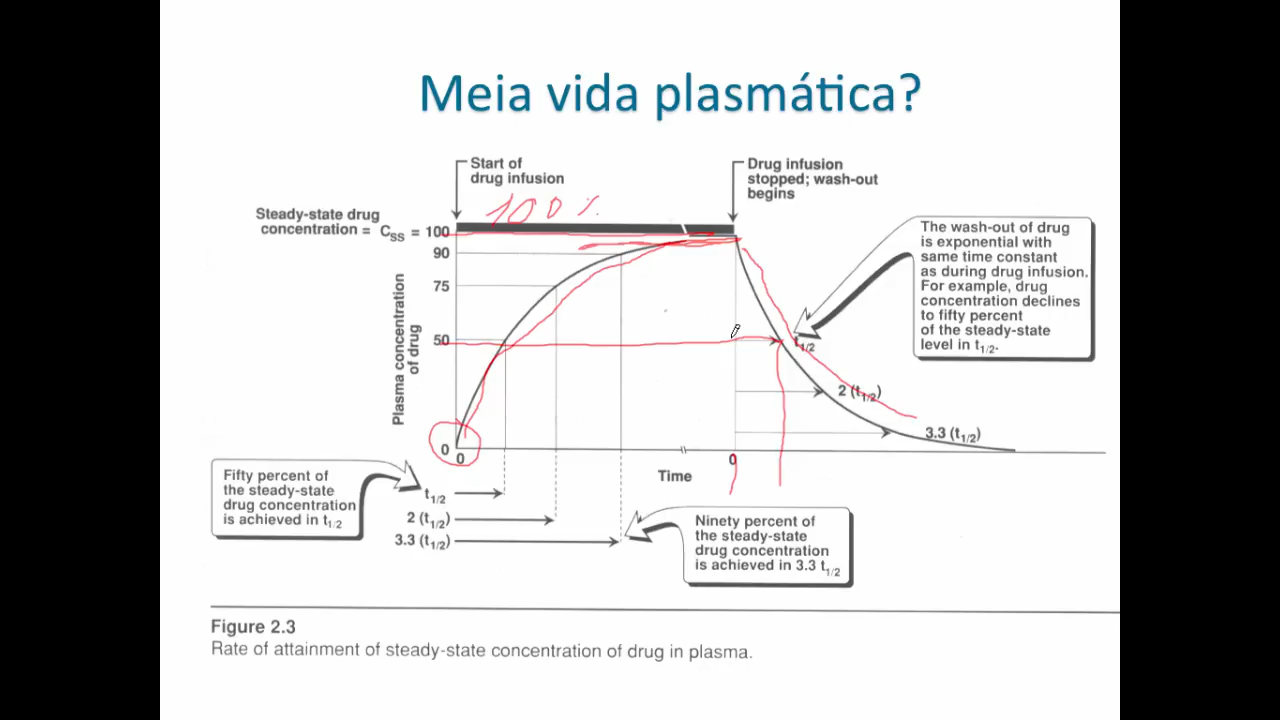 Meia vida plasmática?
Start of
drug infusion
Drug infusion
stopped; wash-out
begins
100 %
Steady-state drug
concentration = CSS = 100
90
75
50
0
Plasma concentration
of drug
The wash-out of drug
is exponential with
same time constant
as during drug infusion.
For example, drug
concentration declines
to fifty percent
of the steady-state
level in t1/2.
t1/2
2 (t1/2)
3.3 (t1/2)
0
0
Time
Fifty percent of
the steady-state
drug concentration
is achieved in t1/2
t1/2
2 (t1/2)
3.3 (t1/2)
Ninety percent of
the steady-state
drug concentration
is achieved in 3.3 t1/2
Figure 2.3
Rate of attainment of steady-state concentration of drug in plasma.